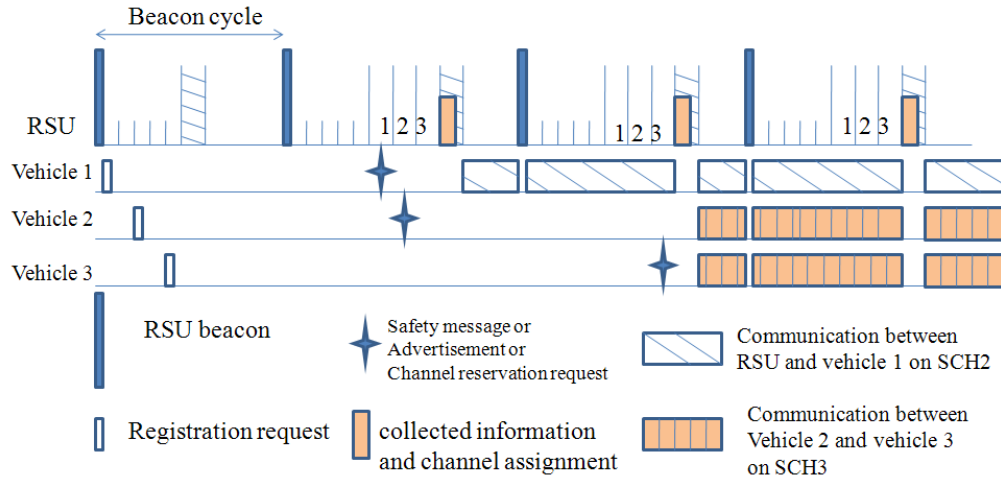 Beacon cycle
RSU
1 2 3
1 2 3
1 2 3
Vehicle 1
Vehicle 2
Vehicle 3
RSU beacon
Safety message or
Advertisement or
Channel reservation request
Communication between
RSU and vehicle 1 on SCH2
Registration request
collected information
and channel assignment
Communication between
Vehicle 2 and vehicle 3
on SCH3